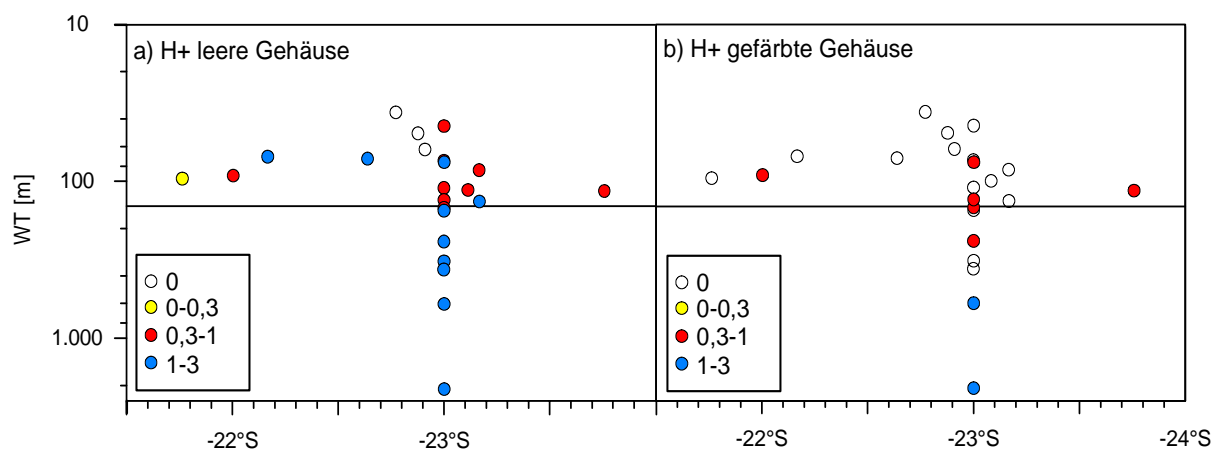 10
100
1.000
WT [m]
a) H+ leere Gehäuse
0
0-0,3
0,3-1
1-3
-22°S
-23°S
b) H+ gefärbte Gehäuse
0
0-0,3
0,3-1
1-3
-22°S
-23°S
-24°S